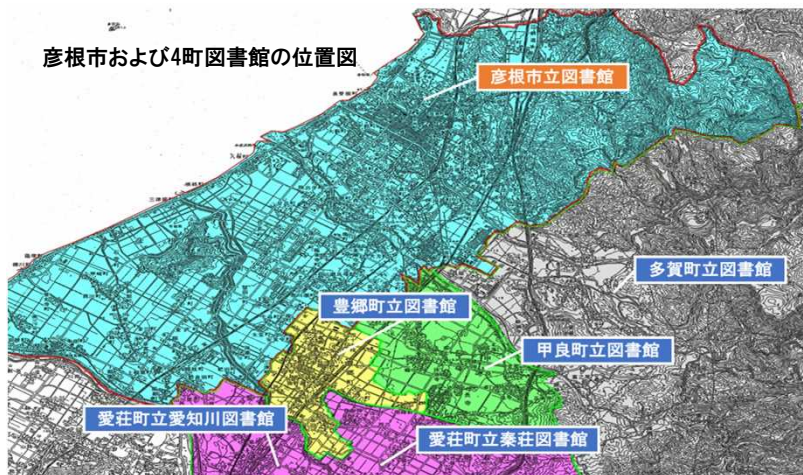 彦根市および4町図書館の位置図
彦根市立図書館
多賀町立図書館
豊郷町立図書館
甲良町立図書館
愛荘町立愛知川図書館
愛荘町立秦荘図書館